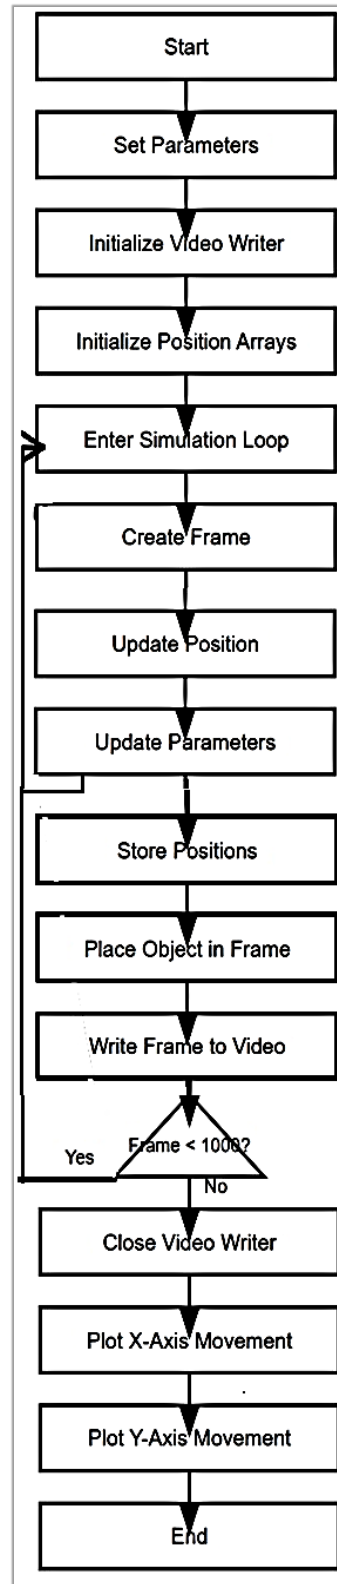 Start
Set Parameters
Initialize Video Writer
Initialize Position Arrays
Enter Simulation Loop
Create Frame
Update Position
Update Parameters
Store Positions
Place Object in Frame
Write Frame to Video
Frame < 1000?
Yes
No
Close Video Writer
Plot X-Axis Movement
Plot Y-Axis Movement
End